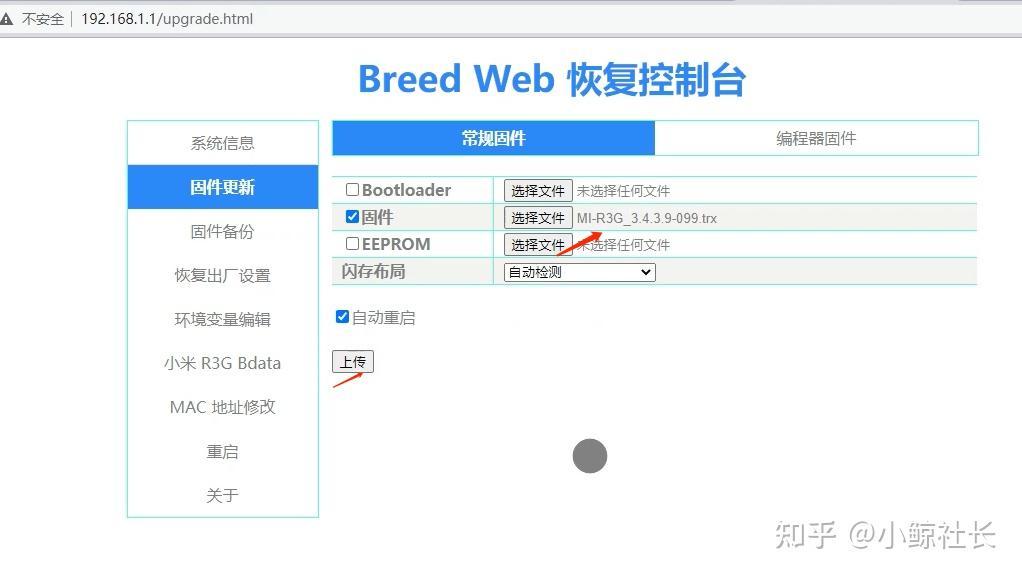 不安全 | 192.168.1.1/upgrade.html
Breed Web 恢复控制台
系统信息
固件更新
固件备份
恢复出厂设置
环境变量编辑
小米 R3G Bdata
MAC 地址修改
重启
关于
常规固件 编程器固件
Bootloader 选择文件 未选择任何文件
固件 选择文件 MI-R3G_3.4.3.9-099.trx
EEPROM 选择文件 未选择任何文件
闪存布局 自动检测
自动重启
上传
知乎 @小鲸社长